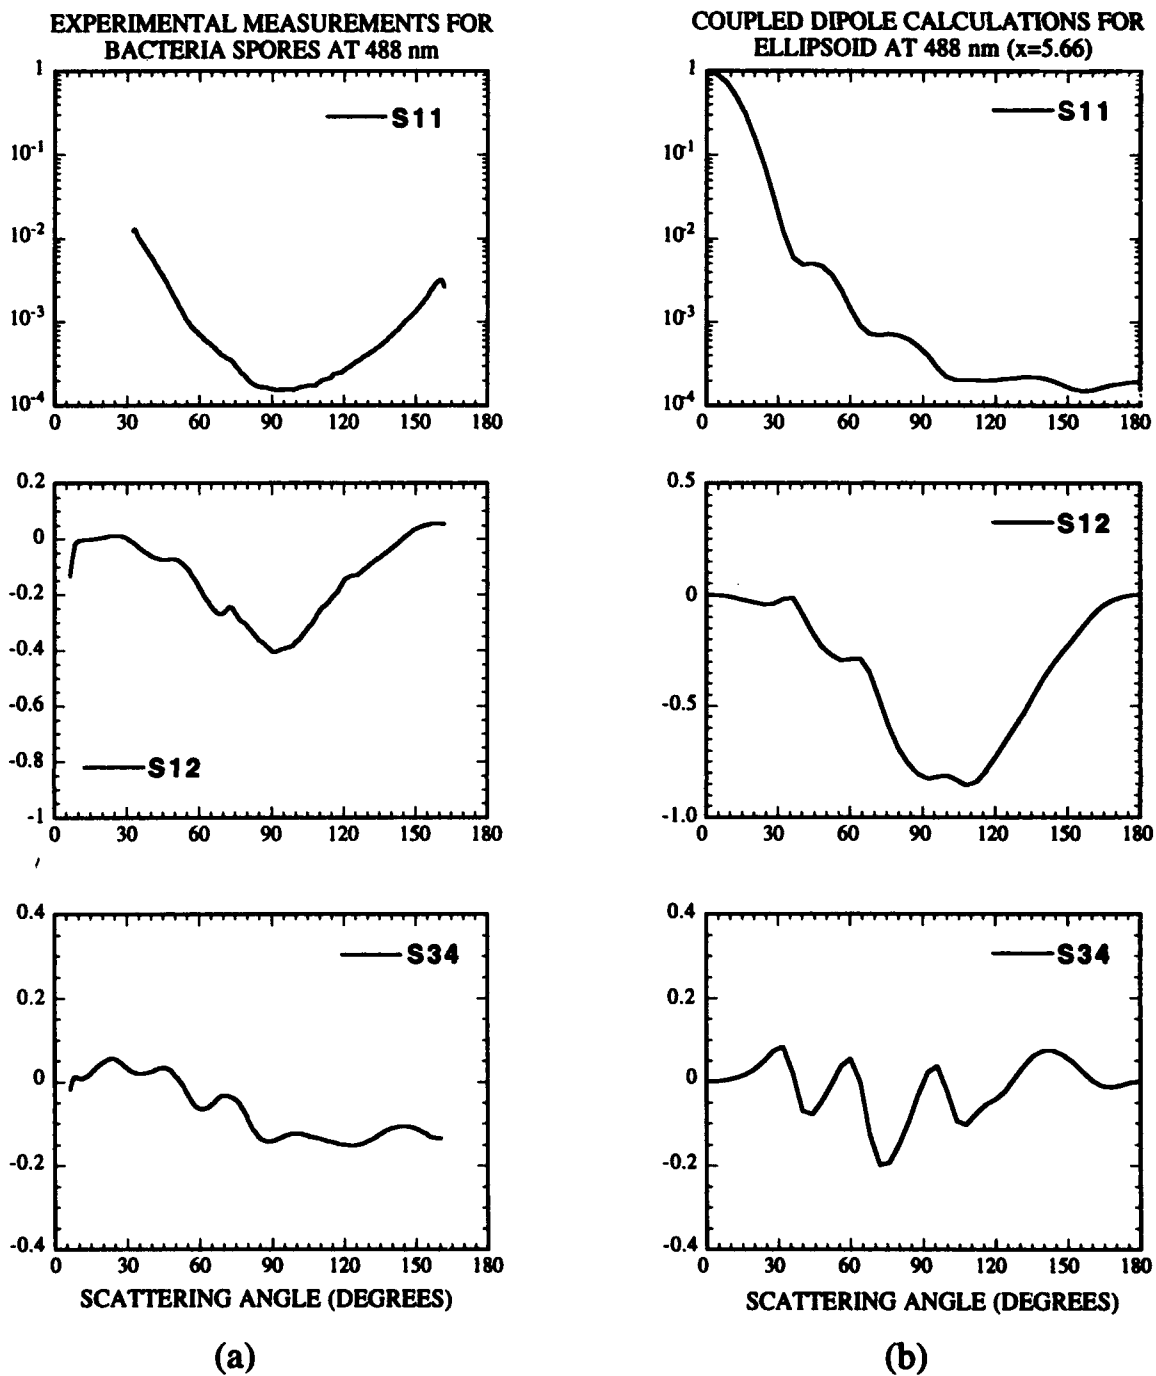 EXPERIMENTAL MEASUREMENTS FOR
BACTERIA SPORES AT 488 nm
1
10-1
10-2
10-3
10-4
S11
0 30 60 90 120 150 180
0.2
0
-0.2
-0.4
-0.6
-0.8
-1
S12
0 30 60 90 120 150 180
0.4
0.2
0
-0.2
-0.4
S34
0 30 60 90 120 150 180
SCATTERING ANGLE (DEGREES)
(a)
COUPLED DIPOLE CALCULATIONS FOR
ELLIPSOID AT 488 nm (x=5.66)
1
10-1
10-2
10-3
10-4
S11
0 30 60 90 120 150 180
0.5
0
-0.5
-1.0
S12
0 30 60 90 120 150 180
0.4
0.2
0
-0.2
-0.4
S34
0 30 60 90 120 150 180
SCATTERING ANGLE (DEGREES)
(b)